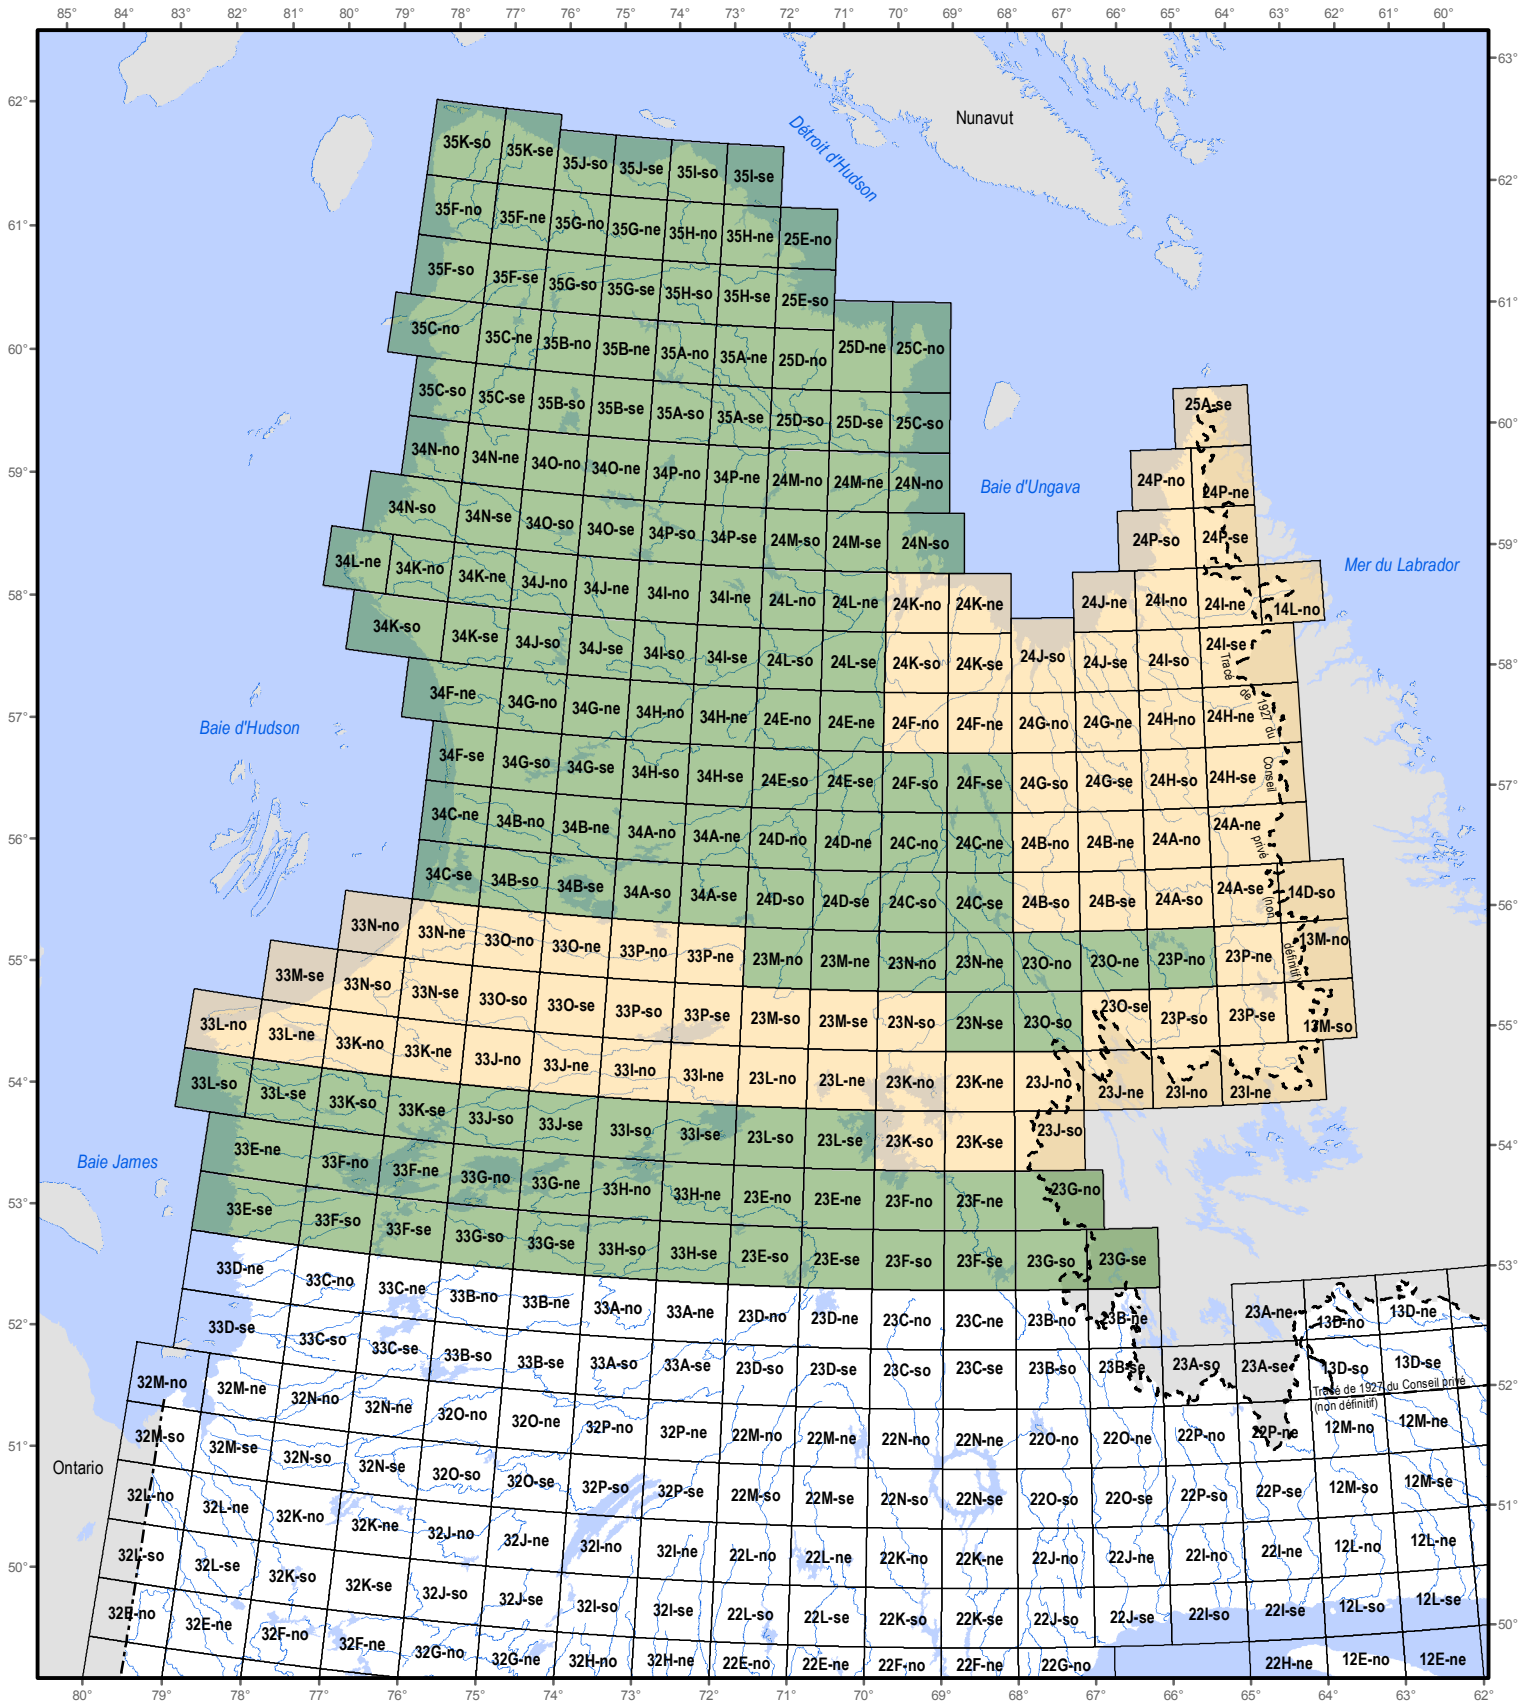 85° 84° 83° 82° 81° 80° 79° 78° 77° 76° 75° 74° 73° 72° 71° 70° 69° 68° 67° 66° 65° 64° 63° 62° 61° 60°
63°
62°
62°
61°
61°
60°
60°
59°
59°
58°
58°
57°
57°
56°
56°
55°
55°
54°
54°
53°
53°
52°
52°
51°
51°
50°
50°
Nunavut
Détroit d'Hudson
Baie d'Ungava
Mer du Labrador
Baie d'Hudson
Baie James
Ontario
35K-so 35K-se 35J-so 35J-se 35I-so 35I-se
35F-no 35F-ne 35G-no 35G-ne 35H-no 35H-ne 25E-no
35F-so 35F-se 35G-so 35G-se 35H-so 35H-se 25E-so
35C-no 35C-ne 35B-no 35B-ne 35A-no 35A-ne 25D-no 25D-ne 25C-no
35C-so 35C-se 35B-so 35B-se 35A-so 35A-se 25D-so 25D-se 25C-so 25A-se
34N-no 34N-ne 34O-no 34O-ne 34P-no 34P-ne 24M-no 24M-ne 24N-no 24P-no 24P-ne
34N-so 34N-se 34O-so 34O-se 34P-so 34P-se 24M-so 24M-se 24N-so 24P-so 24P-se
34L-ne 34K-no 34K-ne 34J-no 34J-ne 34I-no 34I-ne 24L-no 24L-ne 24K-no 24K-ne 24J-ne 24I-no 24I-ne 14L-no
34K-so 34K-se 34J-so 34J-se 34I-so 34I-se 24L-so 24L-se 24K-so 24K-se 24J-so 24J-se 24I-so 24I-se
34F-ne 34G-no 34G-ne 34H-no 34H-ne 24E-no 24E-ne 24F-no 24F-ne 24G-no 24G-ne 24H-no 24H-ne
34F-se 34G-so 34G-se 34H-so 34H-se 24E-so 24E-se 24F-so 24F-se 24G-so 24G-se 24H-so 24H-se
34C-ne 34B-no 34B-ne 34A-no 34A-ne 24D-no 24D-ne 24C-no 24C-ne 24B-no 24B-ne 24A-no 24A-ne
34C-se 34B-so 34B-se 34A-so 34A-se 24D-so 24D-se 24C-so 24C-se 24B-so 24B-se 24A-so 24A-se 14D-so
Tracé de 1927 du Conseil privé (non définitif)
33N-no 33N-ne 33O-no 33O-ne 33P-no 33P-ne 23M-no 23M-ne 23N-no 23N-ne 23O-no 23O-ne 23P-no 23P-ne 13M-no
33M-se 33N-so 33N-se 33O-so 33O-se 33P-so 33P-se 23M-so 23M-se 23N-so 23N-se 23O-so 23O-se 23P-so 23P-se 13M-so
33L-no 33L-ne 33K-no 33K-ne 33J-no 33J-ne 33I-no 33I-ne 23L-no 23L-ne 23K-no 23K-ne 23J-no 23J-ne 23I-no 23I-ne
33L-so 33L-se 33K-so 33K-se 33J-so 33J-se 33I-so 33I-se 23L-so 23L-se 23K-so 23K-se 23J-so
33E-ne 33F-no 33F-ne 33G-no 33G-ne 33H-no 33H-ne 23E-no 23E-ne 23F-no 23F-ne 23G-no
33E-se 33F-so 33F-se 33G-so 33G-se 33H-so 33H-se 23E-so 23E-se 23F-so 23F-se 23G-so 23G-se
33D-ne 33C-no 33C-ne 33B-no 33B-ne 33A-no 33A-ne 23D-no 23D-ne 23C-no 23C-ne 23B-no 23B-ne 23A-ne 13D-no 13D-ne
33D-se 33C-so 33C-se 33B-so 33B-se 33A-so 33A-se 23D-so 23D-se 23C-so 23C-se 23B-so 23B-se 23A-so 23A-se 13D-so 13D-se
Tracé de 1927 du Conseil privé
(non définitif)
32M-no 32M-ne 32N-no 32N-ne 32O-no 32O-ne 32P-no 32P-ne 22M-no 22M-ne 22N-no 22N-ne 22O-no 22O-ne 22P-no 22P-ne 12M-no 12M-ne
32M-so 32M-se 32N-so 32N-se 32O-so 32O-se 32P-so 32P-se 22M-so 22M-se 22N-so 22N-se 22O-so 22O-se 22P-so 22P-se 12M-so 12M-se
32L-no 32L-ne 32K-no 32K-ne 32J-no 32J-ne 32I-no 32I-ne 22L-no 22L-ne 22K-no 22K-ne 22J-no 22J-ne 22I-no 22I-ne 12L-no 12L-ne
32L-so 32L-se 32K-so 32K-se 32J-so 32J-se 32I-so 32I-se 22L-so 22L-se 22K-so 22K-se 22J-so 22J-se 22I-so 22I-se 12L-so 12L-se
32E-no 32E-ne 32F-no 32F-ne 32G-no 32G-ne 32H-no 32H-ne 22E-no 22E-ne 22F-no 22F-ne 22G-no 22H-ne 12E-no 12E-ne
80° 79° 78° 77° 76° 75° 74° 73° 72° 71° 70° 69° 68° 67° 66° 65° 64° 63° 62°